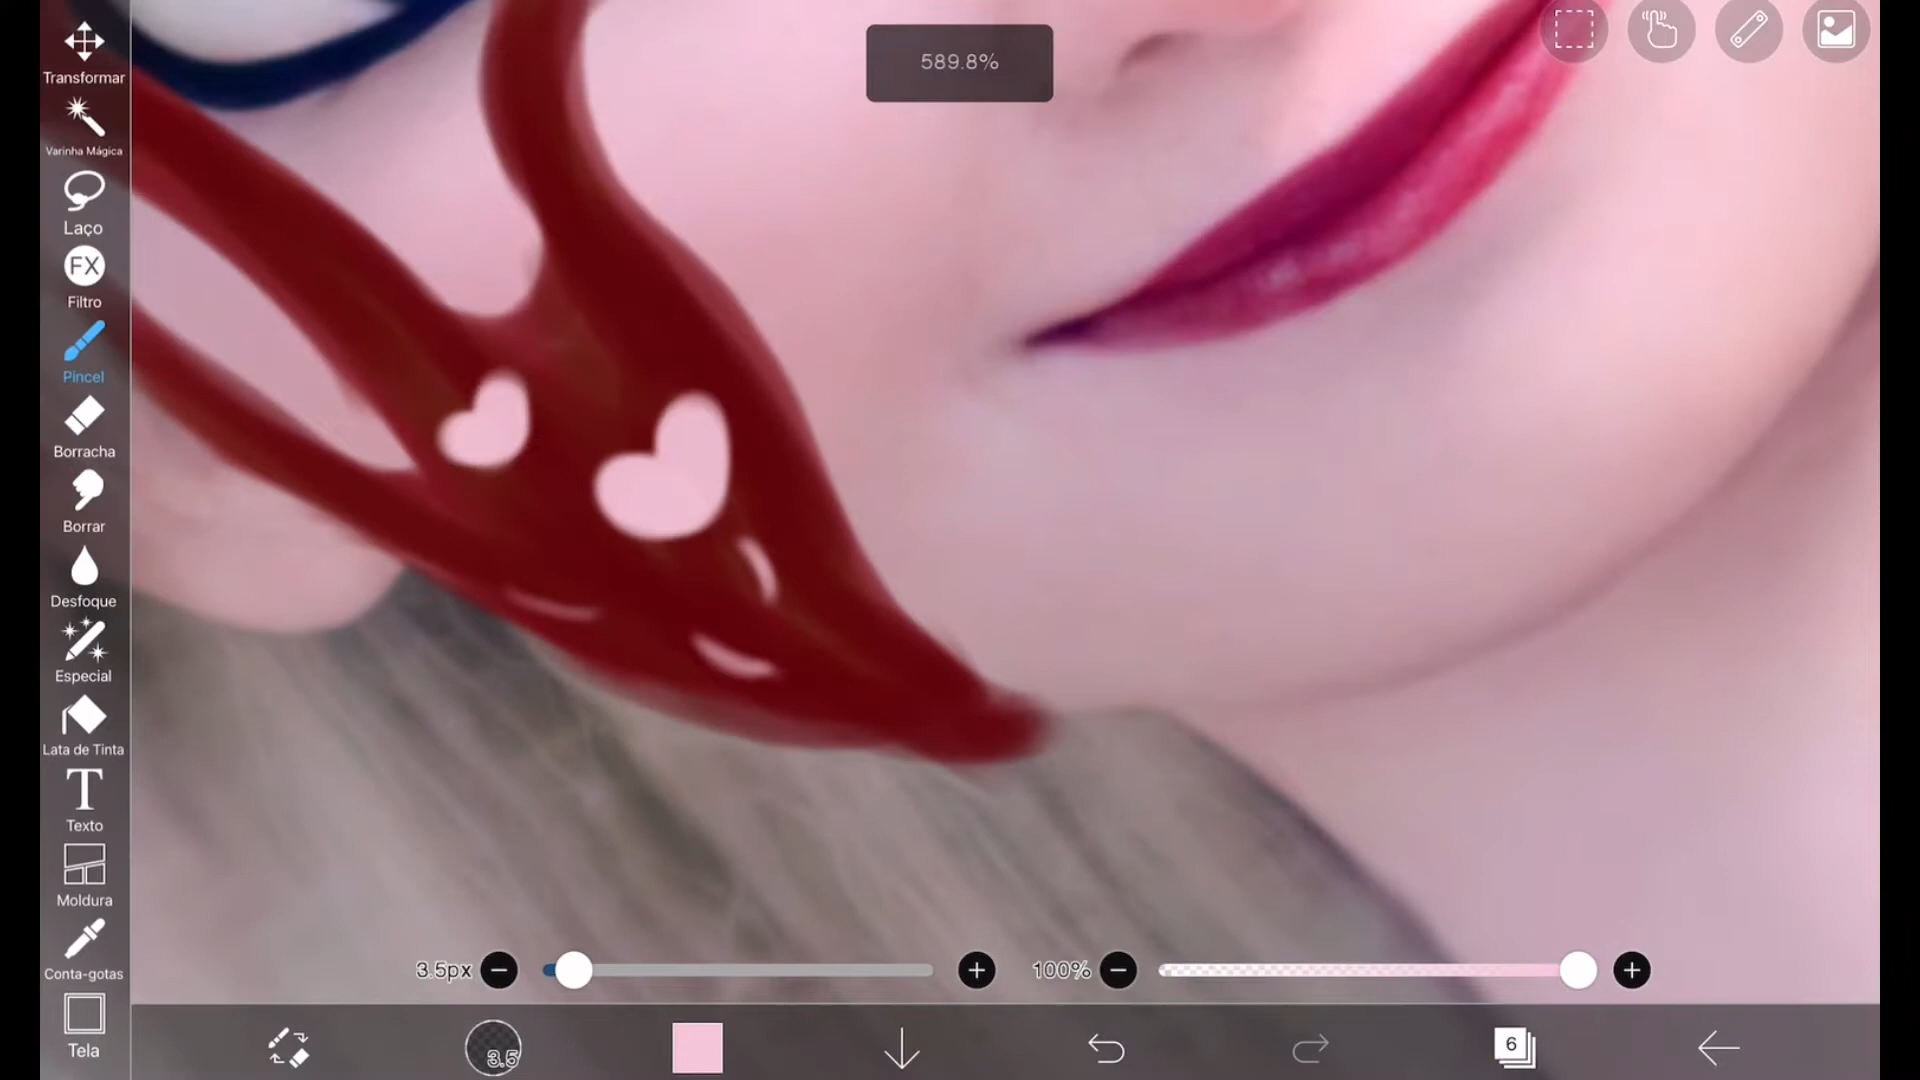 589.8%
Transformar
Varinha Mágica
Laço
FX
Filtro
Pincel
Borracha
Borrar
Desfoque
Especial
Lata de Tinta
T
Texto
Moldura
Conta-gotas
Tela
3.5px
100%
3.5
6